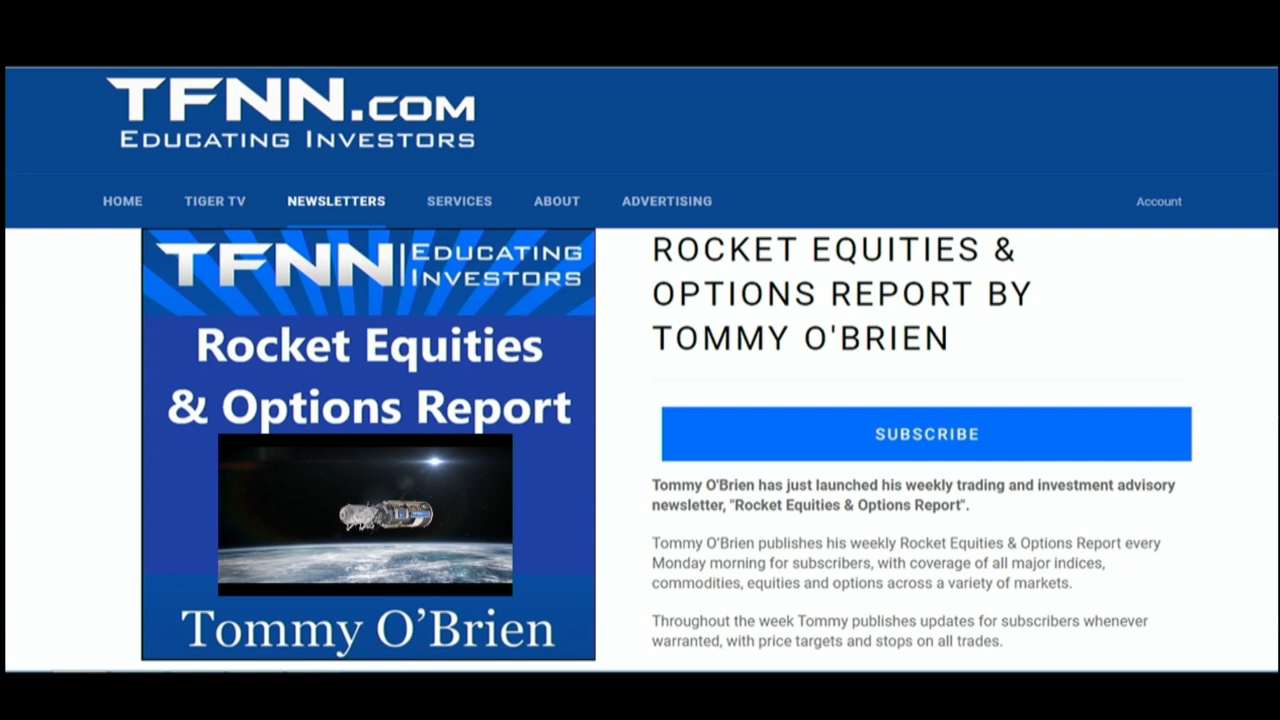 TFNN.COM
EDUCATING INVESTORS
HOME
TIGER TV
NEWSLETTERS
SERVICES
ABOUT
ADVERTISING
Account
TFNN
EDUCATING
INVESTORS
Rocket Equities
& Options Report
Tommy O’Brien
ROCKET EQUITIES &
OPTIONS REPORT BY
TOMMY O'BRIEN
SUBSCRIBE
Tommy O'Brien has just launched his weekly trading and investment advisory
newsletter, "Rocket Equities & Options Report".
Tommy O'Brien publishes his weekly Rocket Equities & Options Report every
Monday morning for subscribers, with coverage of all major indices,
commodities, equities and options across a variety of markets.
Throughout the week Tommy publishes updates for subscribers whenever
warranted, with price targets and stops on all trades.